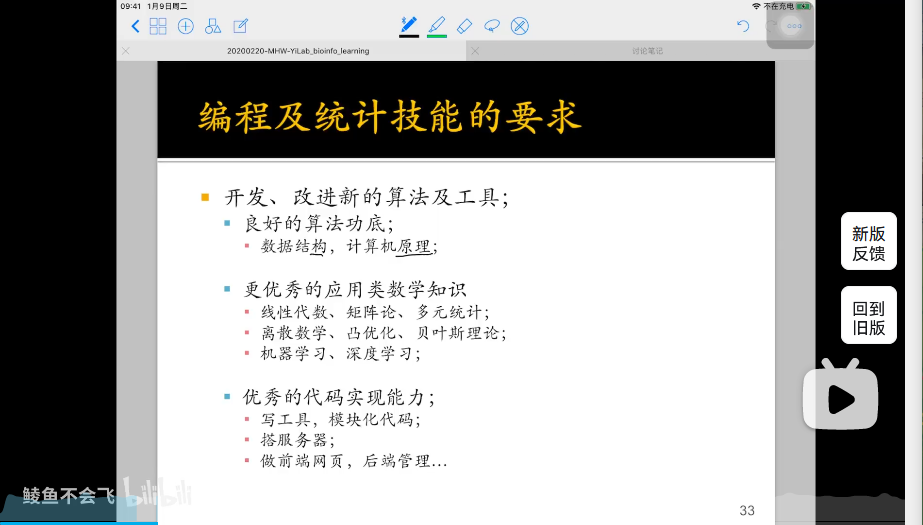 09:41 1月9日周二
不在充电
20200220-MHW-YiLab_bioinfo_learning
讨论笔记
编程及统计技能的要求
开发、改进新的算法及工具；
良好的算法功底；
数据结构，计算机原理；
更优秀的应用类数学知识
线性代数、矩阵论、多元统计；
离散数学、凸优化、贝叶斯理论；
机器学习、深度学习；
优秀的代码实现能力；
写工具，模块化代码；
搭服务器；
做前端网页，后端管理...
33
新版
反馈
回到
旧版
鲮鱼不会飞 bilibili